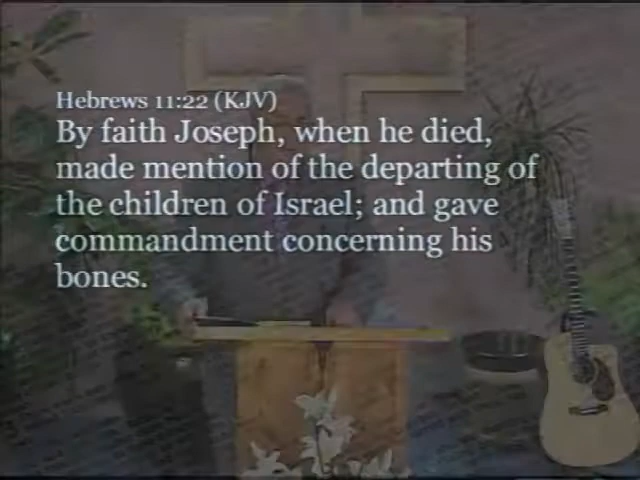 Hebrews 11:22 (KJV)
By faith Joseph, when he died,
made mention of the departing of
the children of Israel; and gave
commandment concerning his
bones.